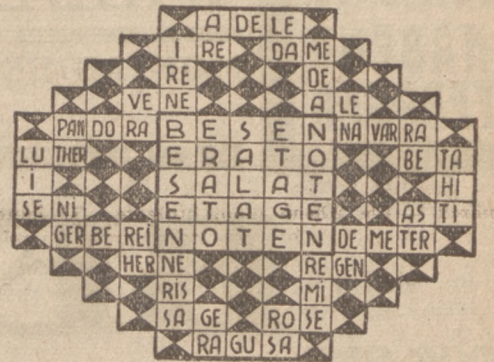 A DE LE
I RE DA ME
RE DE
VE NE A LE
PAN DO RA B E S E N NA VAR RA
LU THER E R A T O BE TA
I S A L A T HI
SE NI E T A G E AS TI
GER BE REI N O T E N DE ME TER
HER NE RE GEN
RIS MI
SA GE RO SE
RA GU SA